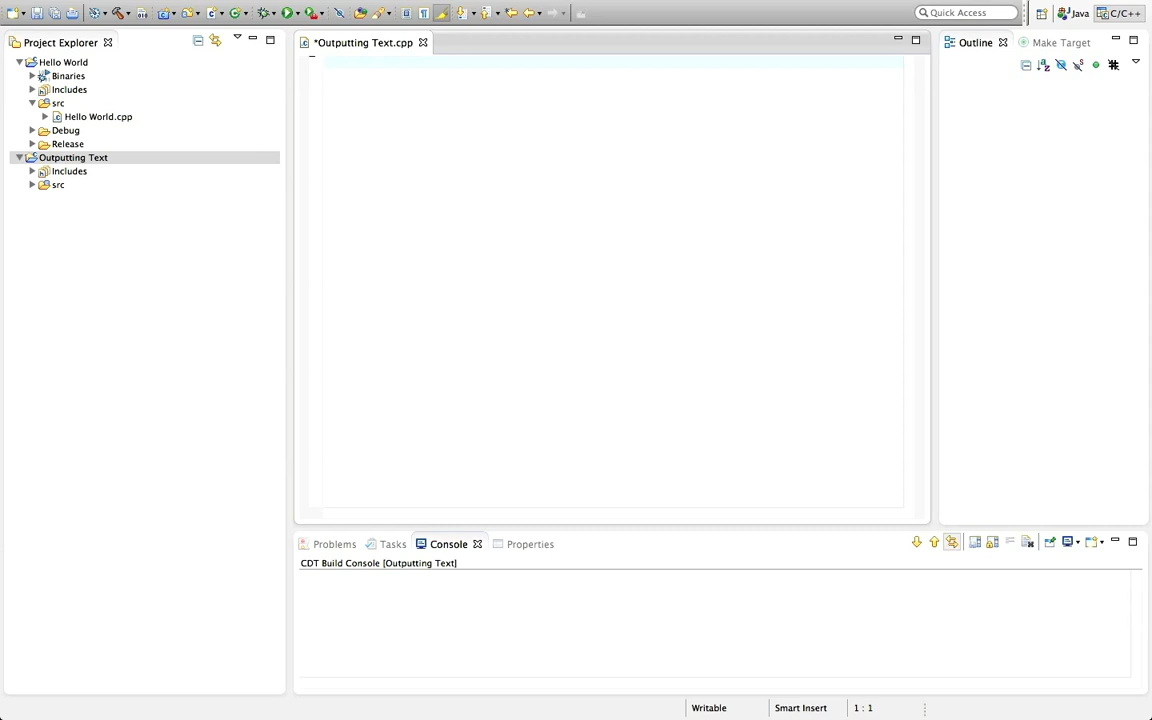 Quick Access
Java
C/C++
Project Explorer
Hello World
Binaries
Includes
src
Hello World.cpp
Debug
Release
Outputting Text
Includes
src
*Outputting Text.cpp
Outline
Make Target
Problems
Tasks
Console
Properties
CDT Build Console [Outputting Text]
Writable
Smart Insert
1 : 1